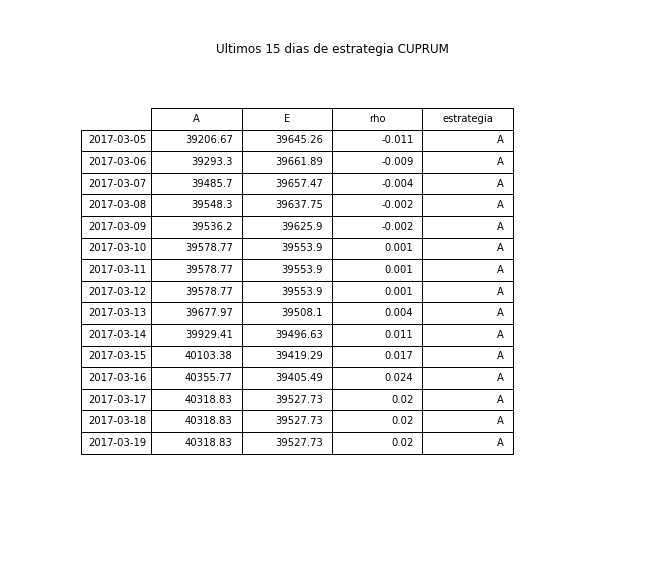 Ultimos 15 dias de estrategia CUPRUM
A E rho estrategia
2017-03-05 39206.67 39645.26 -0.011 A
2017-03-06 39293.3 39661.89 -0.009 A
2017-03-07 39485.7 39657.47 -0.004 A
2017-03-08 39548.3 39637.75 -0.002 A
2017-03-09 39536.2 39625.9 -0.002 A
2017-03-10 39578.77 39553.9 0.001 A
2017-03-11 39578.77 39553.9 0.001 A
2017-03-12 39578.77 39553.9 0.001 A
2017-03-13 39677.97 39508.1 0.004 A
2017-03-14 39929.41 39496.63 0.011 A
2017-03-15 40103.38 39419.29 0.017 A
2017-03-16 40355.77 39405.49 0.024 A
2017-03-17 40318.83 39527.73 0.02 A
2017-03-18 40318.83 39527.73 0.02 A
2017-03-19 40318.83 39527.73 0.02 A